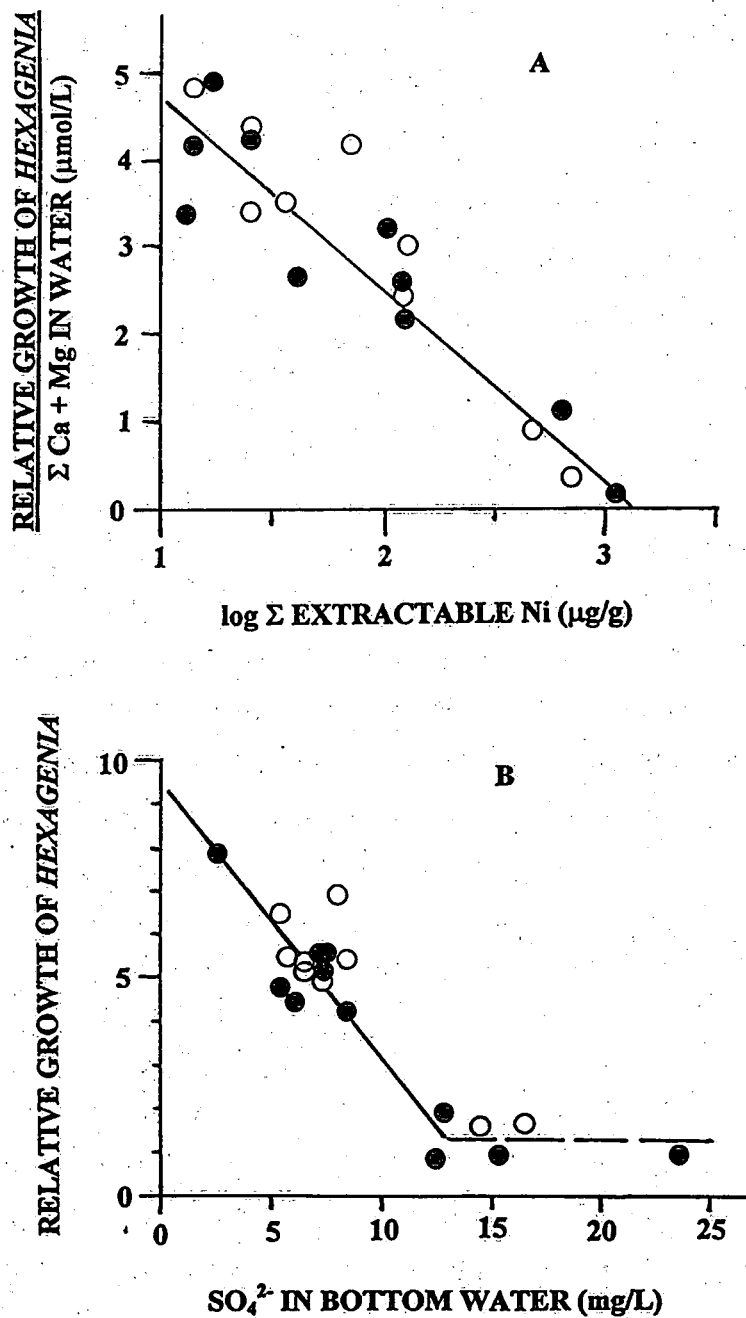 A
RELATIVE GROWTH OF HEXAGENIA
Σ Ca + Mg IN WATER (μmol/L)
5
4
3
2
1
0
1
2
3
log Σ EXTRACTABLE Ni (μg/g)
B
RELATIVE GROWTH OF HEXAGENIA
10
5
0
0
5
10
15
20
25
SO₄²⁻ IN BOTTOM WATER (mg/L)